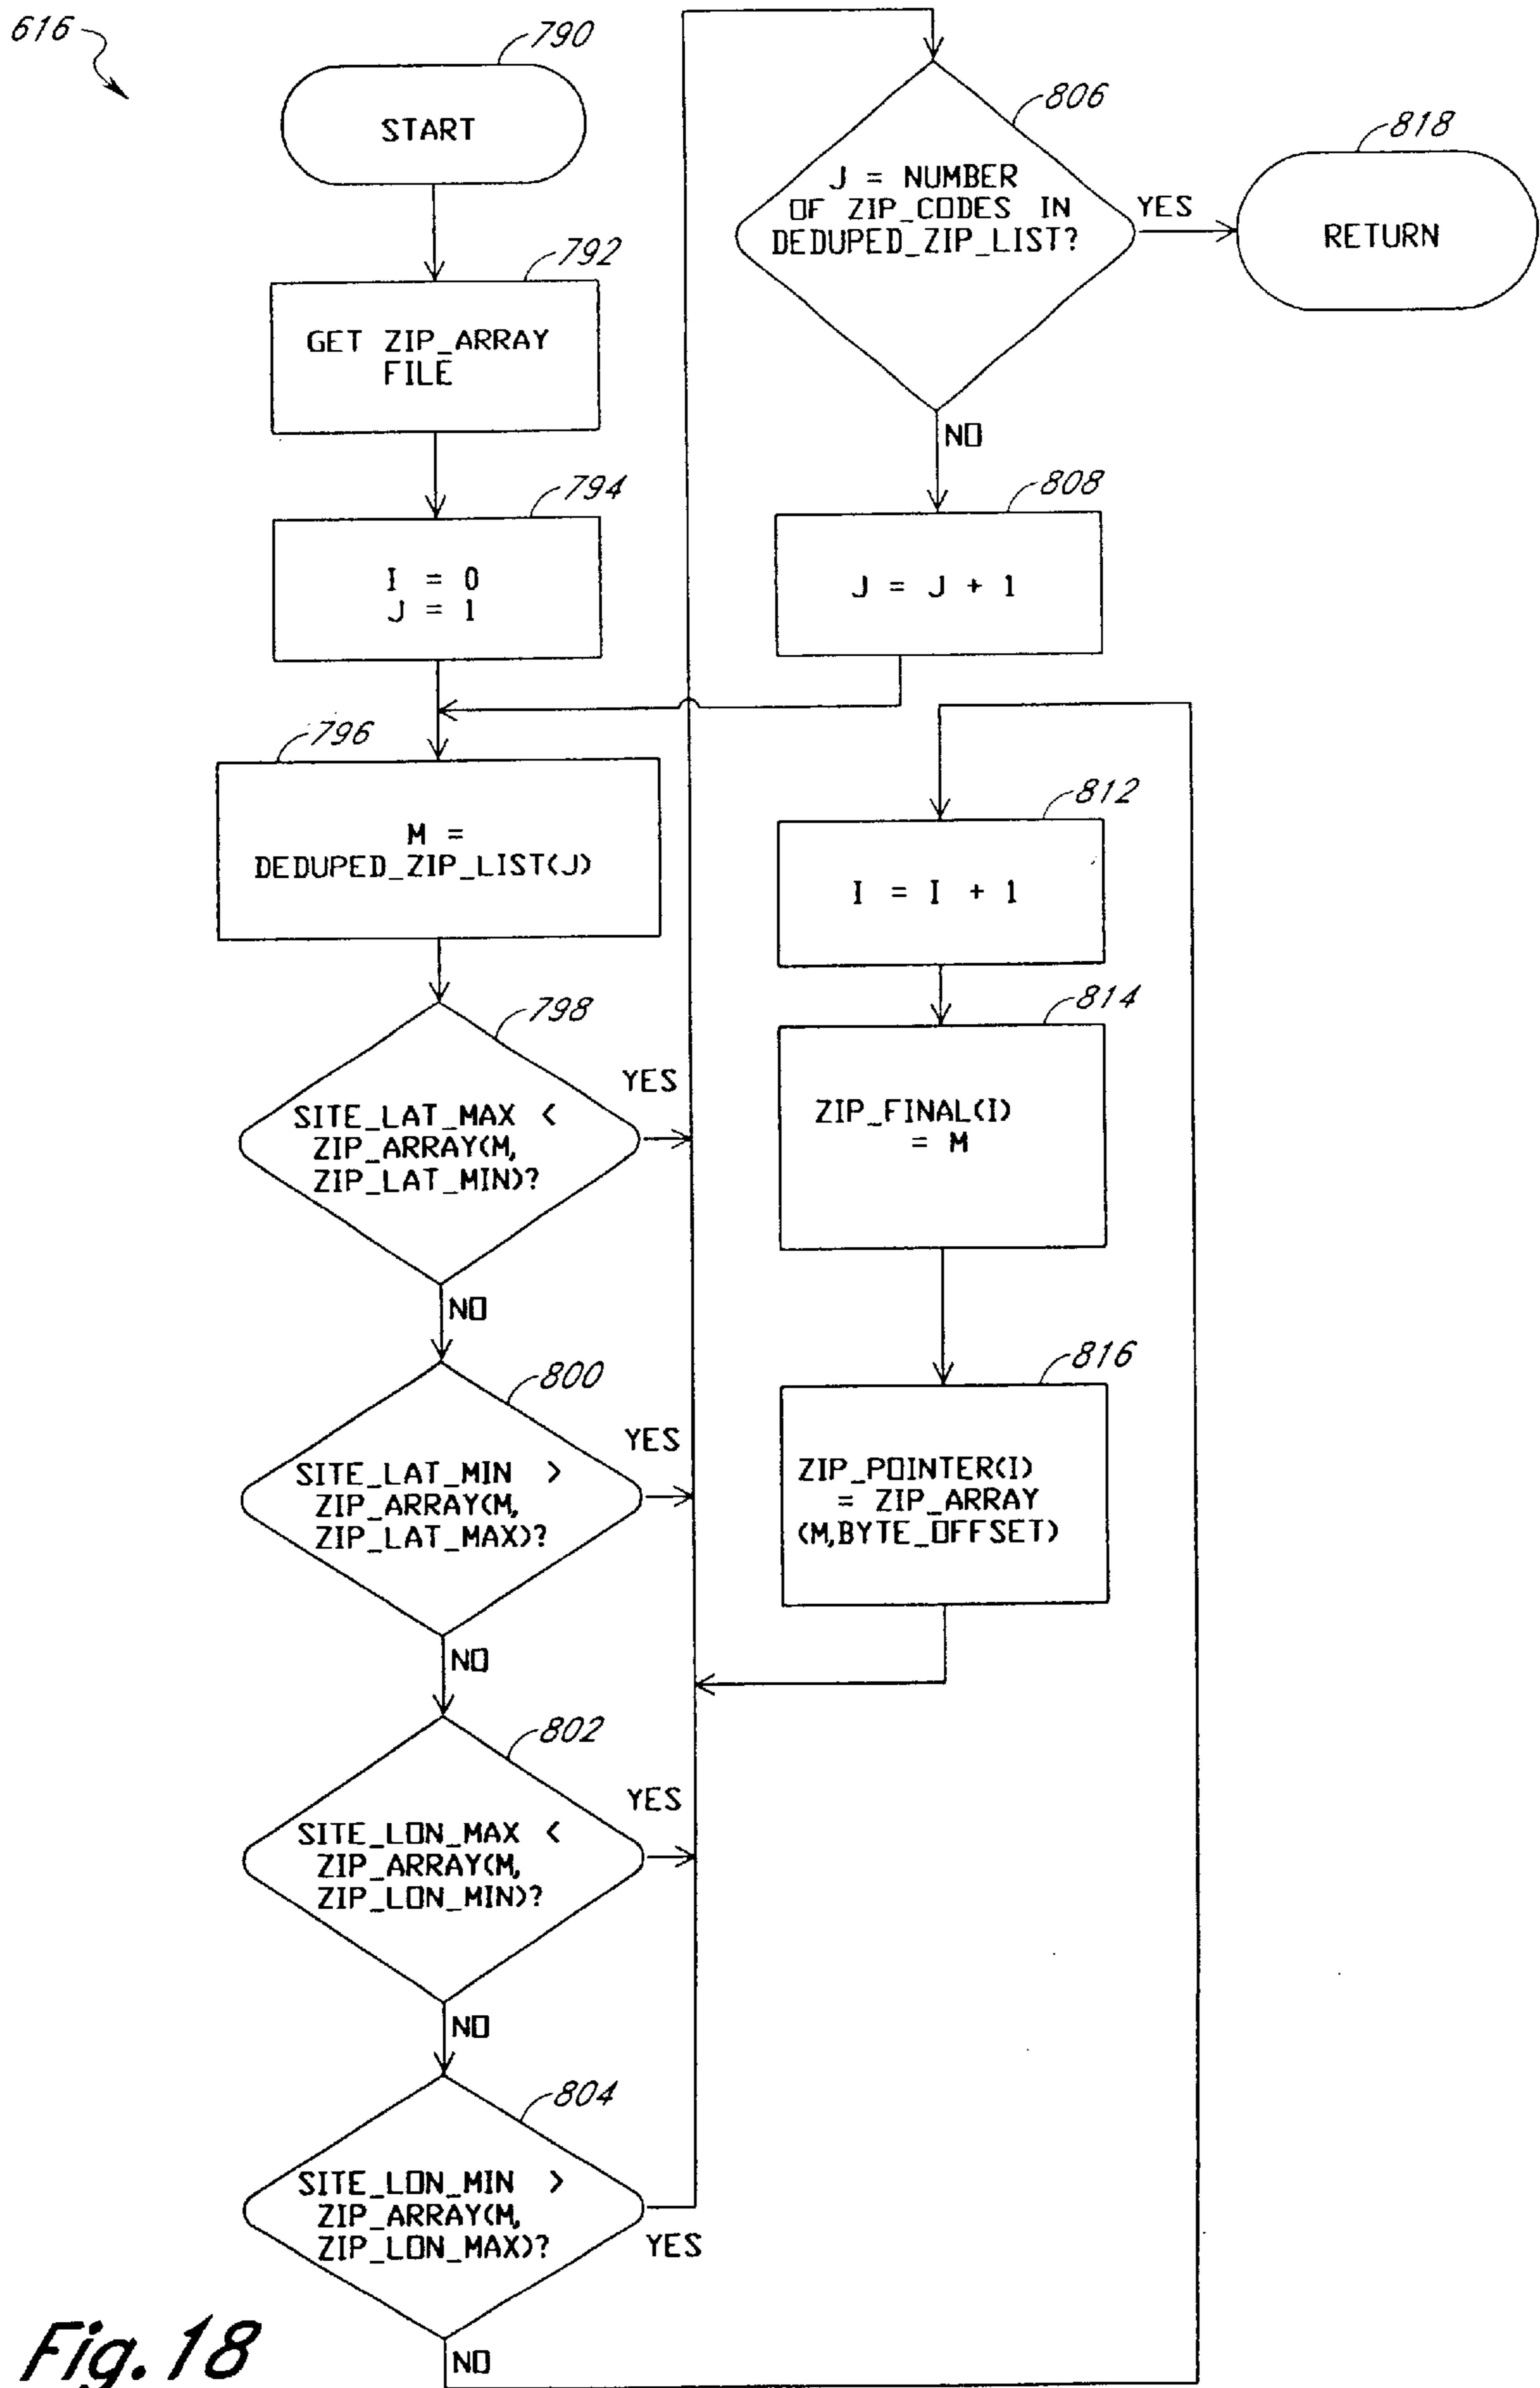 616
790
START
792
GET ZIP_ARRAY
FILE
794
I = 0
J = 1
796
M =
DEDUPED_ZIP_LIST(J)
798
SITE_LAT_MAX <
ZIP_ARRAY(M,
ZIP_LAT_MIN)?
YES
NO
800
SITE_LAT_MIN >
ZIP_ARRAY(M,
ZIP_LAT_MAX)?
YES
NO
802
SITE_LON_MAX <
ZIP_ARRAY(M,
ZIP_LON_MIN)?
YES
NO
804
SITE_LON_MIN >
ZIP_ARRAY(M,
ZIP_LON_MAX)?
YES
NO
806
J = NUMBER
OF ZIP_CODES IN
DEDUPED_ZIP_LIST?
YES
NO
818
RETURN
808
J = J + 1
812
I = I + 1
814
ZIP_FINAL(I)
= M
816
ZIP_POINTER(I)
= ZIP_ARRAY
(M,BYTE_OFFSET)
Fig. 18